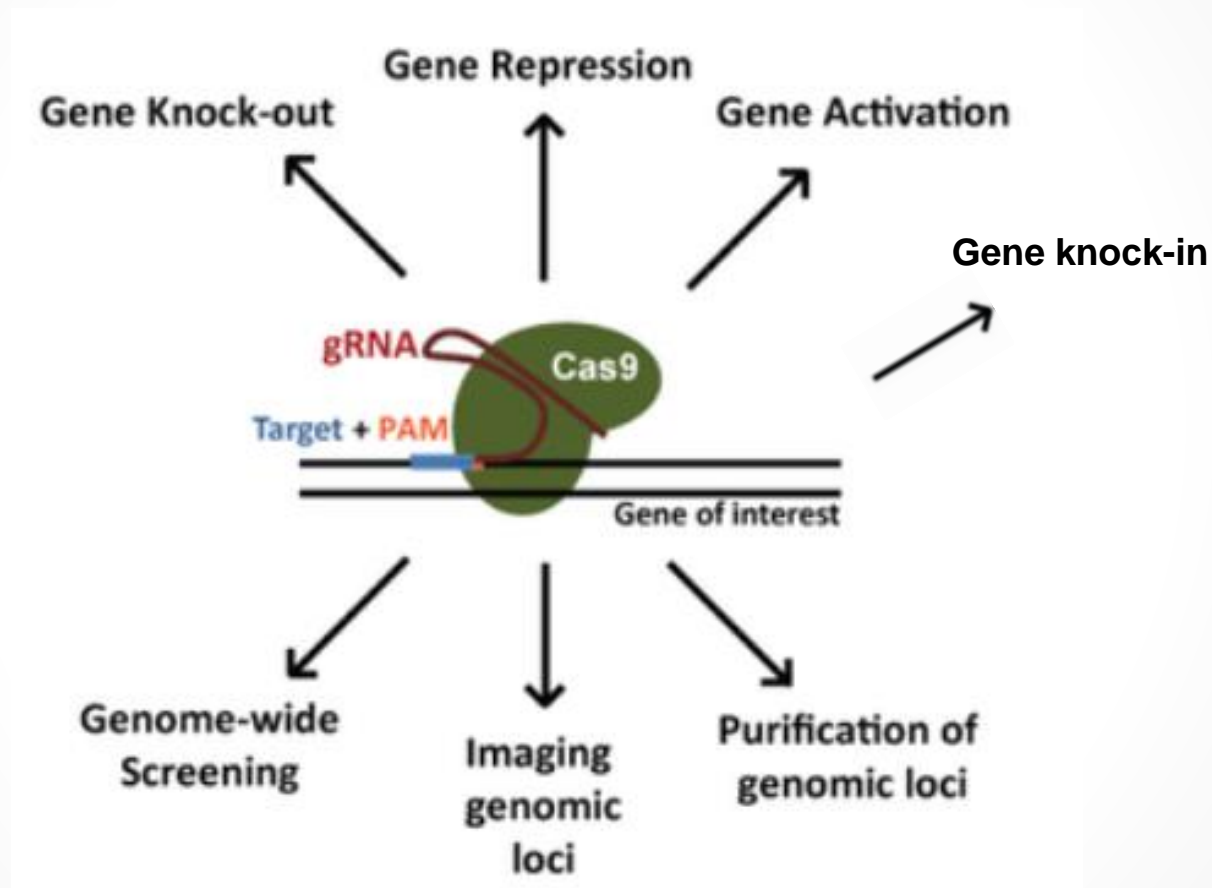 Gene Repression
Gene Knock-out
Gene Activation
Gene knock-in
gRNA
Cas9
Target + PAM
Gene of interest
Genome-wide
Screening
Imaging
genomic
loci
Purification of
genomic loci